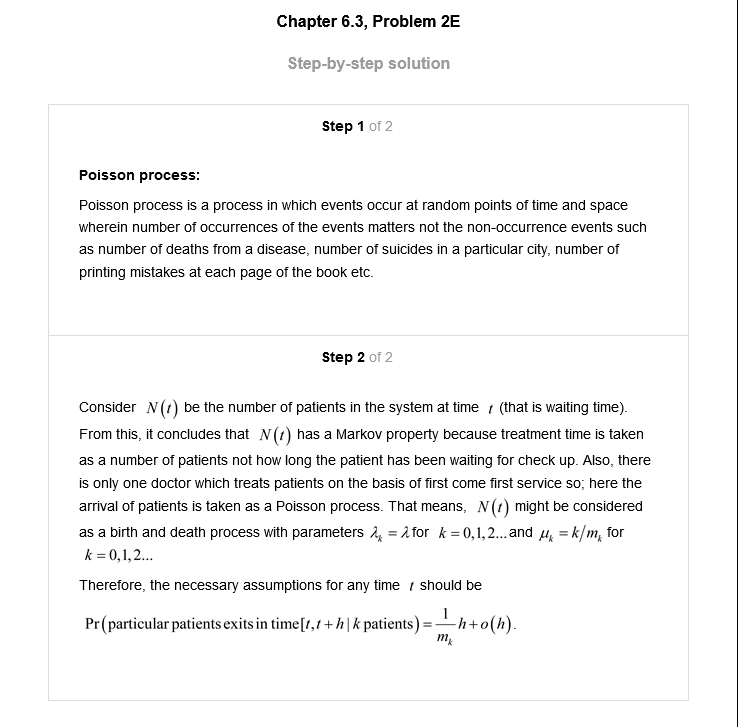 Chapter 6.3, Problem 2E
Step-by-step solution
Step 1 of 2
Poisson process:
Poisson process is a process in which events occur at random points of time and space
wherein number of occurrences of the events matters not the non-occurrence events such
as number of deaths from a disease, number of suicides in a particular city, number of
printing mistakes at each page of the book etc.
Step 2 of 2
Consider N(t) be the number of patients in the system at time t (that is waiting time).
From this, it concludes that N(t) has a Markov property because treatment time is taken
as a number of patients not how long the patient has been waiting for check up. Also, there
is only one doctor which treats patients on the basis of first come first service so; here the
arrival of patients is taken as a Poisson process. That means, N(t) might be considered
as a birth and death process with parameters λₖ = λ for k = 0,1,2... and μₖ = k/mₖ for
k = 0,1,2...
Therefore, the necessary assumptions for any time t should be
Pr(particular patients exits in time[t,t+h|k patients) = 1/mₖ h+o(h).